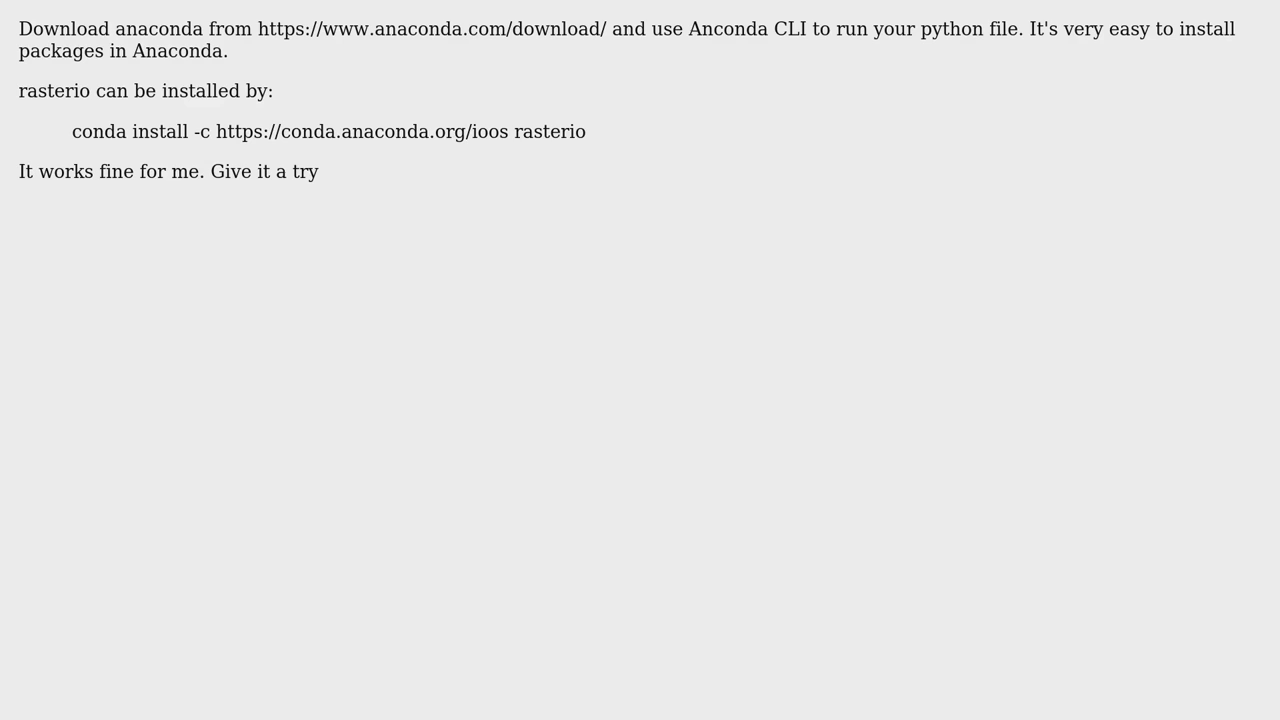 Download anaconda from https://www.anaconda.com/download/ and use Anconda CLI to run your python file. It's very easy to install
packages in Anaconda.
rasterio can be installed by:
conda install -c https://conda.anaconda.org/ioos rasterio
It works fine for me. Give it a try